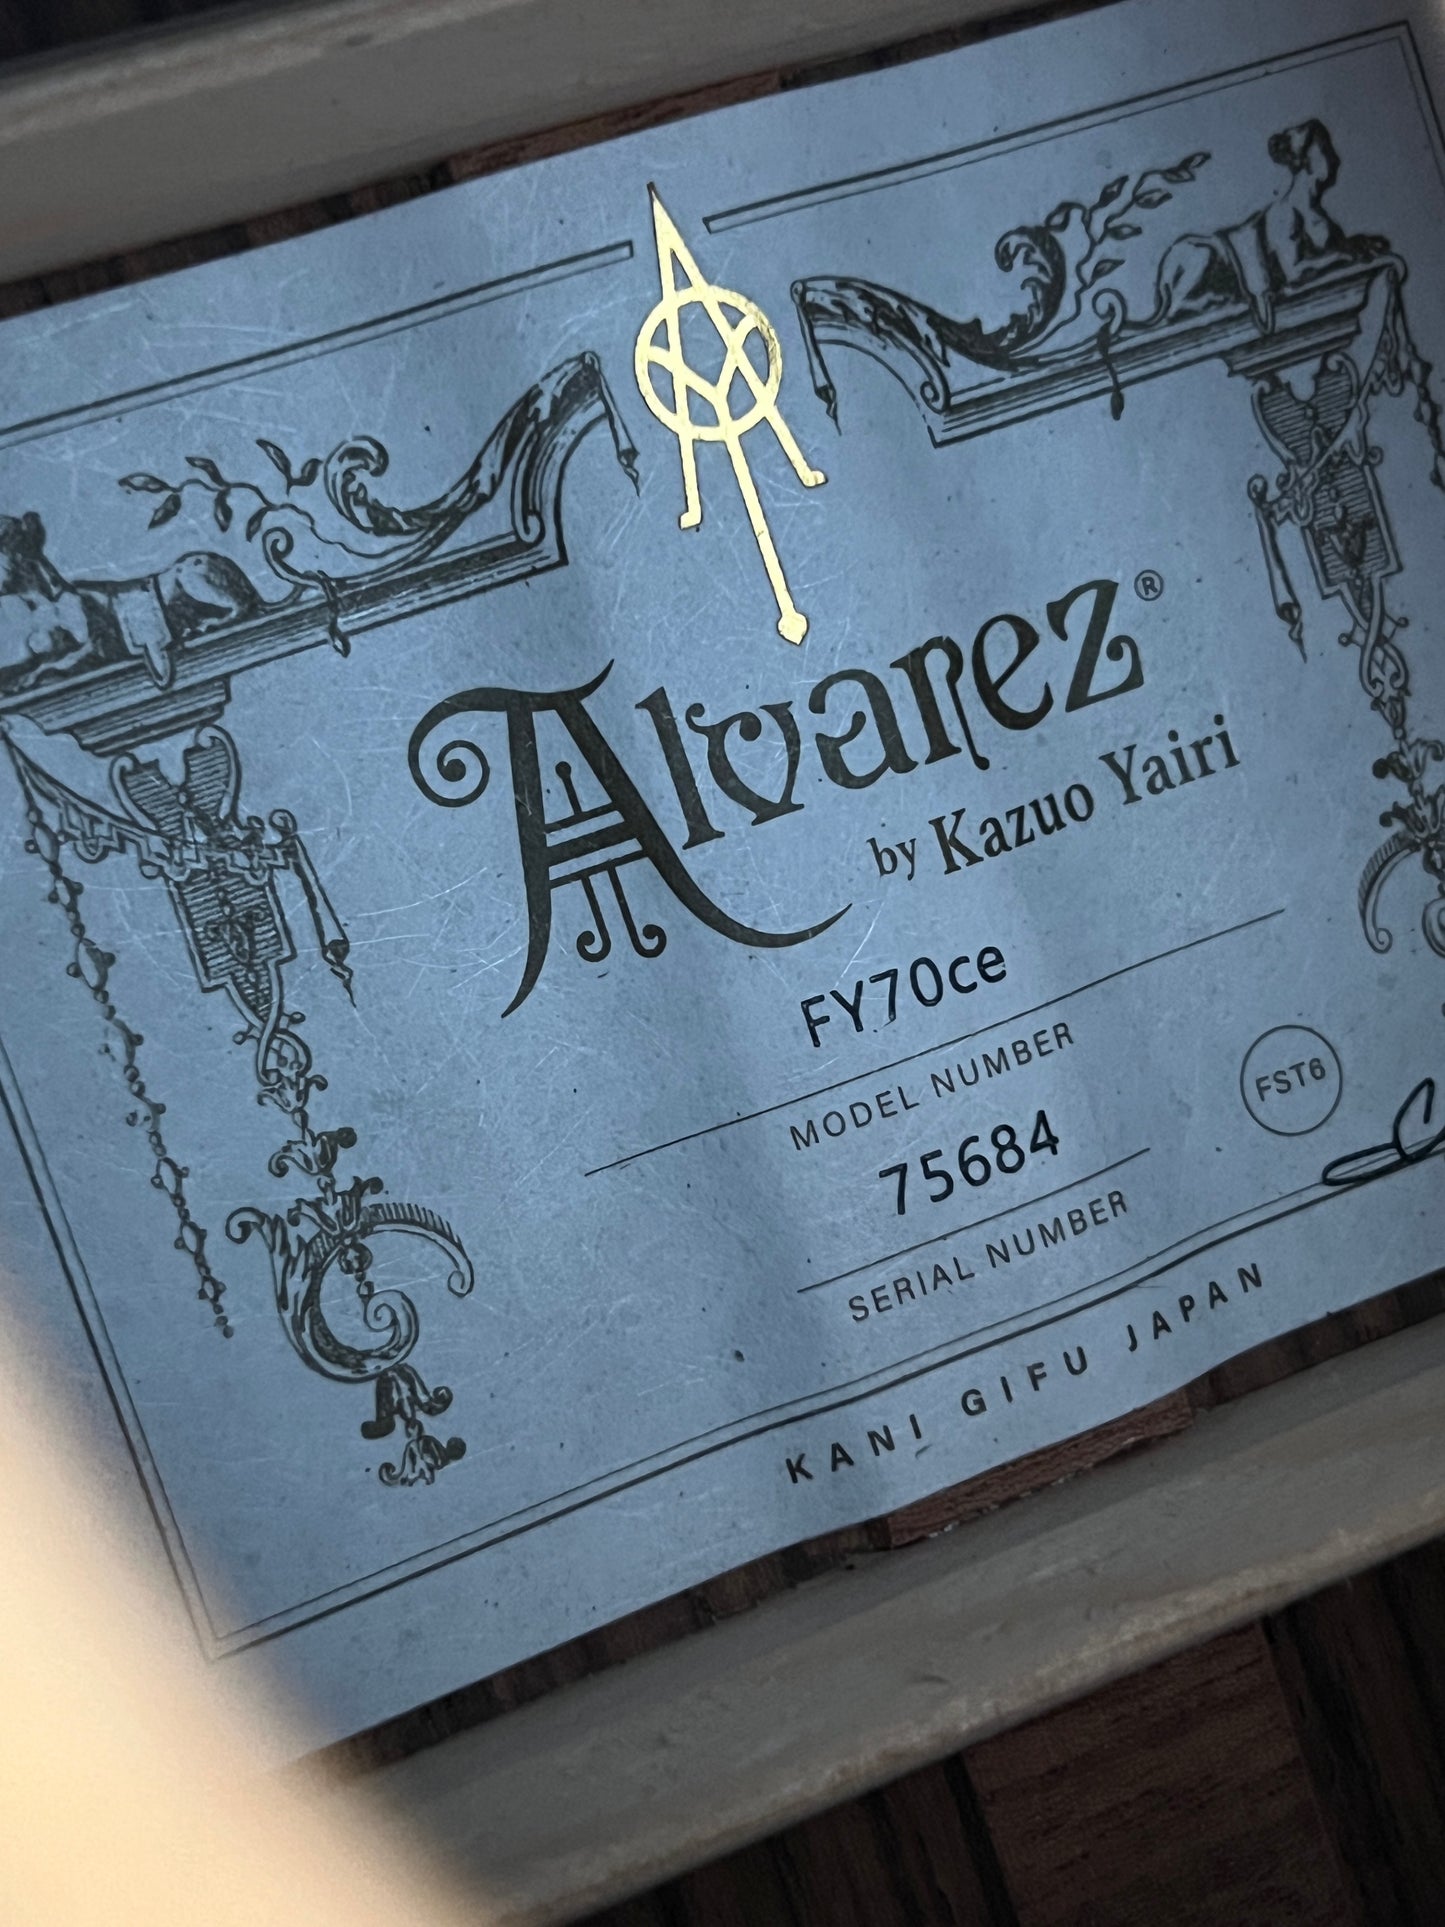 Alvarez®
by Kazuo Yairi
FY70ce
MODEL NUMBER
75684
SERIAL NUMBER
FST6
KANI GIFU JAPAN